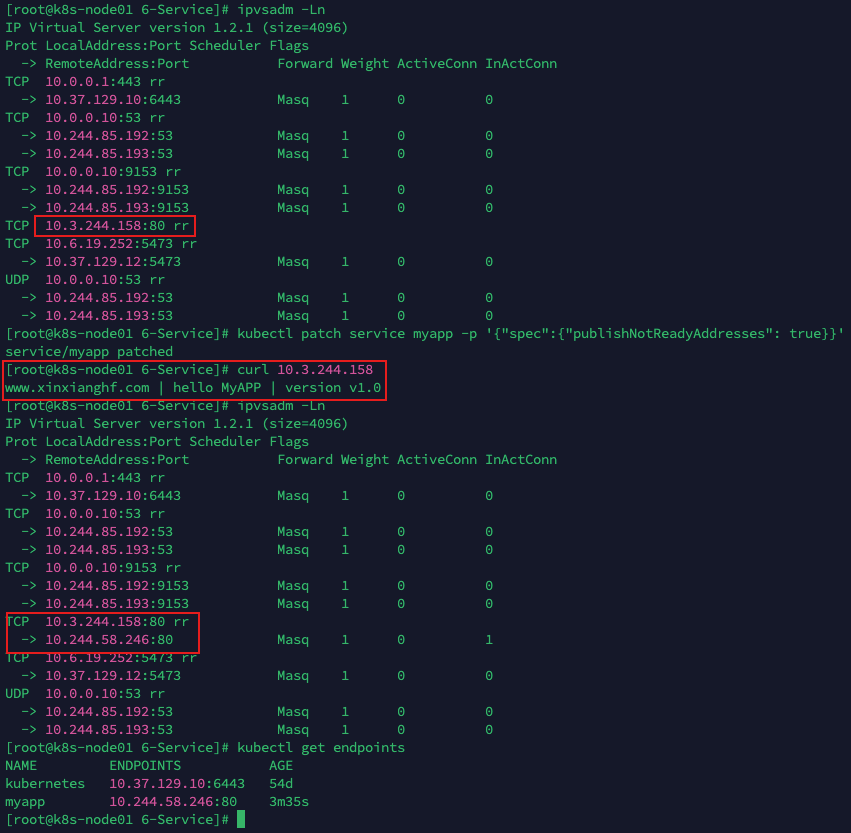 [root@k8s-node01 6-Service]# ipvsadm -Ln
IP Virtual Server version 1.2.1 (size=4096)
Prot LocalAddress:Port Scheduler Flags
  -> RemoteAddress:Port           Forward Weight ActiveConn InActConn
TCP  10.0.0.1:443 rr
  -> 10.37.129.10:6443            Masq    1      0          0
TCP  10.0.0.10:53 rr
  -> 10.244.85.192:53             Masq    1      0          0
  -> 10.244.85.193:53             Masq    1      0          0
TCP  10.0.0.10:9153 rr
  -> 10.244.85.192:9153           Masq    1      0          0
  -> 10.244.85.193:9153           Masq    1      0          0
TCP  10.3.244.158:80 rr
TCP  10.6.19.252:5473 rr
  -> 10.37.129.12:5473            Masq    1      0          0
UDP  10.0.0.10:53 rr
  -> 10.244.85.192:53             Masq    1      0          0
  -> 10.244.85.193:53             Masq    1      0          0
[root@k8s-node01 6-Service]# kubectl patch service myapp -p '{"spec":{"publishNotReadyAddresses": true}}'
service/myapp patched
[root@k8s-node01 6-Service]# curl 10.3.244.158
www.xinxianghf.com | hello MyAPP | version v1.0
[root@k8s-node01 6-Service]# ipvsadm -Ln
IP Virtual Server version 1.2.1 (size=4096)
Prot LocalAddress:Port Scheduler Flags
  -> RemoteAddress:Port           Forward Weight ActiveConn InActConn
TCP  10.0.0.1:443 rr
  -> 10.37.129.10:6443            Masq    1      0          0
TCP  10.0.0.10:53 rr
  -> 10.244.85.192:53             Masq    1      0          0
  -> 10.244.85.193:53             Masq    1      0          0
TCP  10.0.0.10:9153 rr
  -> 10.244.85.192:9153           Masq    1      0          0
  -> 10.244.85.193:9153           Masq    1      0          0
TCP  10.3.244.158:80 rr
  -> 10.244.58.246:80             Masq    1      0          1
TCP  10.6.19.252:5473 rr
  -> 10.37.129.12:5473            Masq    1      0          0
UDP  10.0.0.10:53 rr
  -> 10.244.85.192:53             Masq    1      0          0
  -> 10.244.85.193:53             Masq    1      0          0
[root@k8s-node01 6-Service]# kubectl get endpoints
NAME         ENDPOINTS           AGE
kubernetes   10.37.129.10:6443   54d
myapp        10.244.58.246:80    3m35s
[root@k8s-node01 6-Service]#